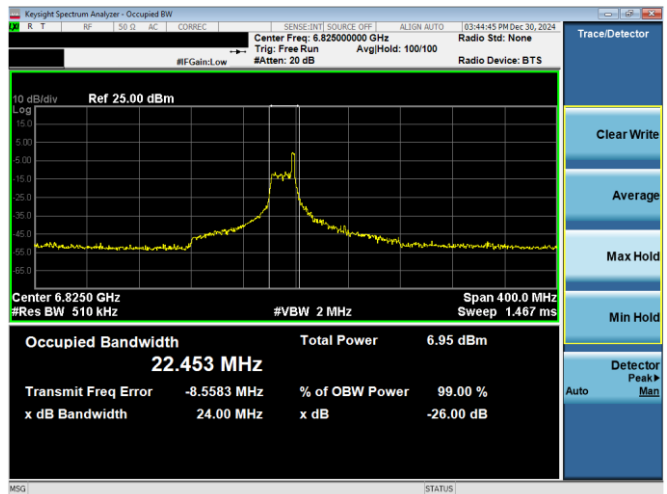 Keysight Spectrum Analyzer - Occupied BW
R T RF 50 Ω AC CORREC SENSE:INT SOURCE OFF ALIGN AUTO 03:44:45 PM Dec 30, 2024
Center Freq: 6.825000000 GHz Radio Std: None
Trig: Free Run Avg|Hold: 100/100
#IFGain:Low #Atten: 20 dB Radio Device: BTS
Trace/Detector
10 dB/div Ref 25.00 dBm
Log
15.0
5.00
-5.00
-15.0
-25.0
-35.0
-45.0
-55.0
-65.0
Center 6.8250 GHz Span 400.0 MHz
#Res BW 510 kHz #VBW 2 MHz Sweep 1.467 ms
Occupied Bandwidth Total Power 6.95 dBm
22.453 MHz
Transmit Freq Error -8.5583 MHz % of OBW Power 99.00 %
x dB Bandwidth 24.00 MHz x dB -26.00 dB
Clear Write
Average
Max Hold
Min Hold
Detector
Peak▶
Auto Man
MSG STATUS